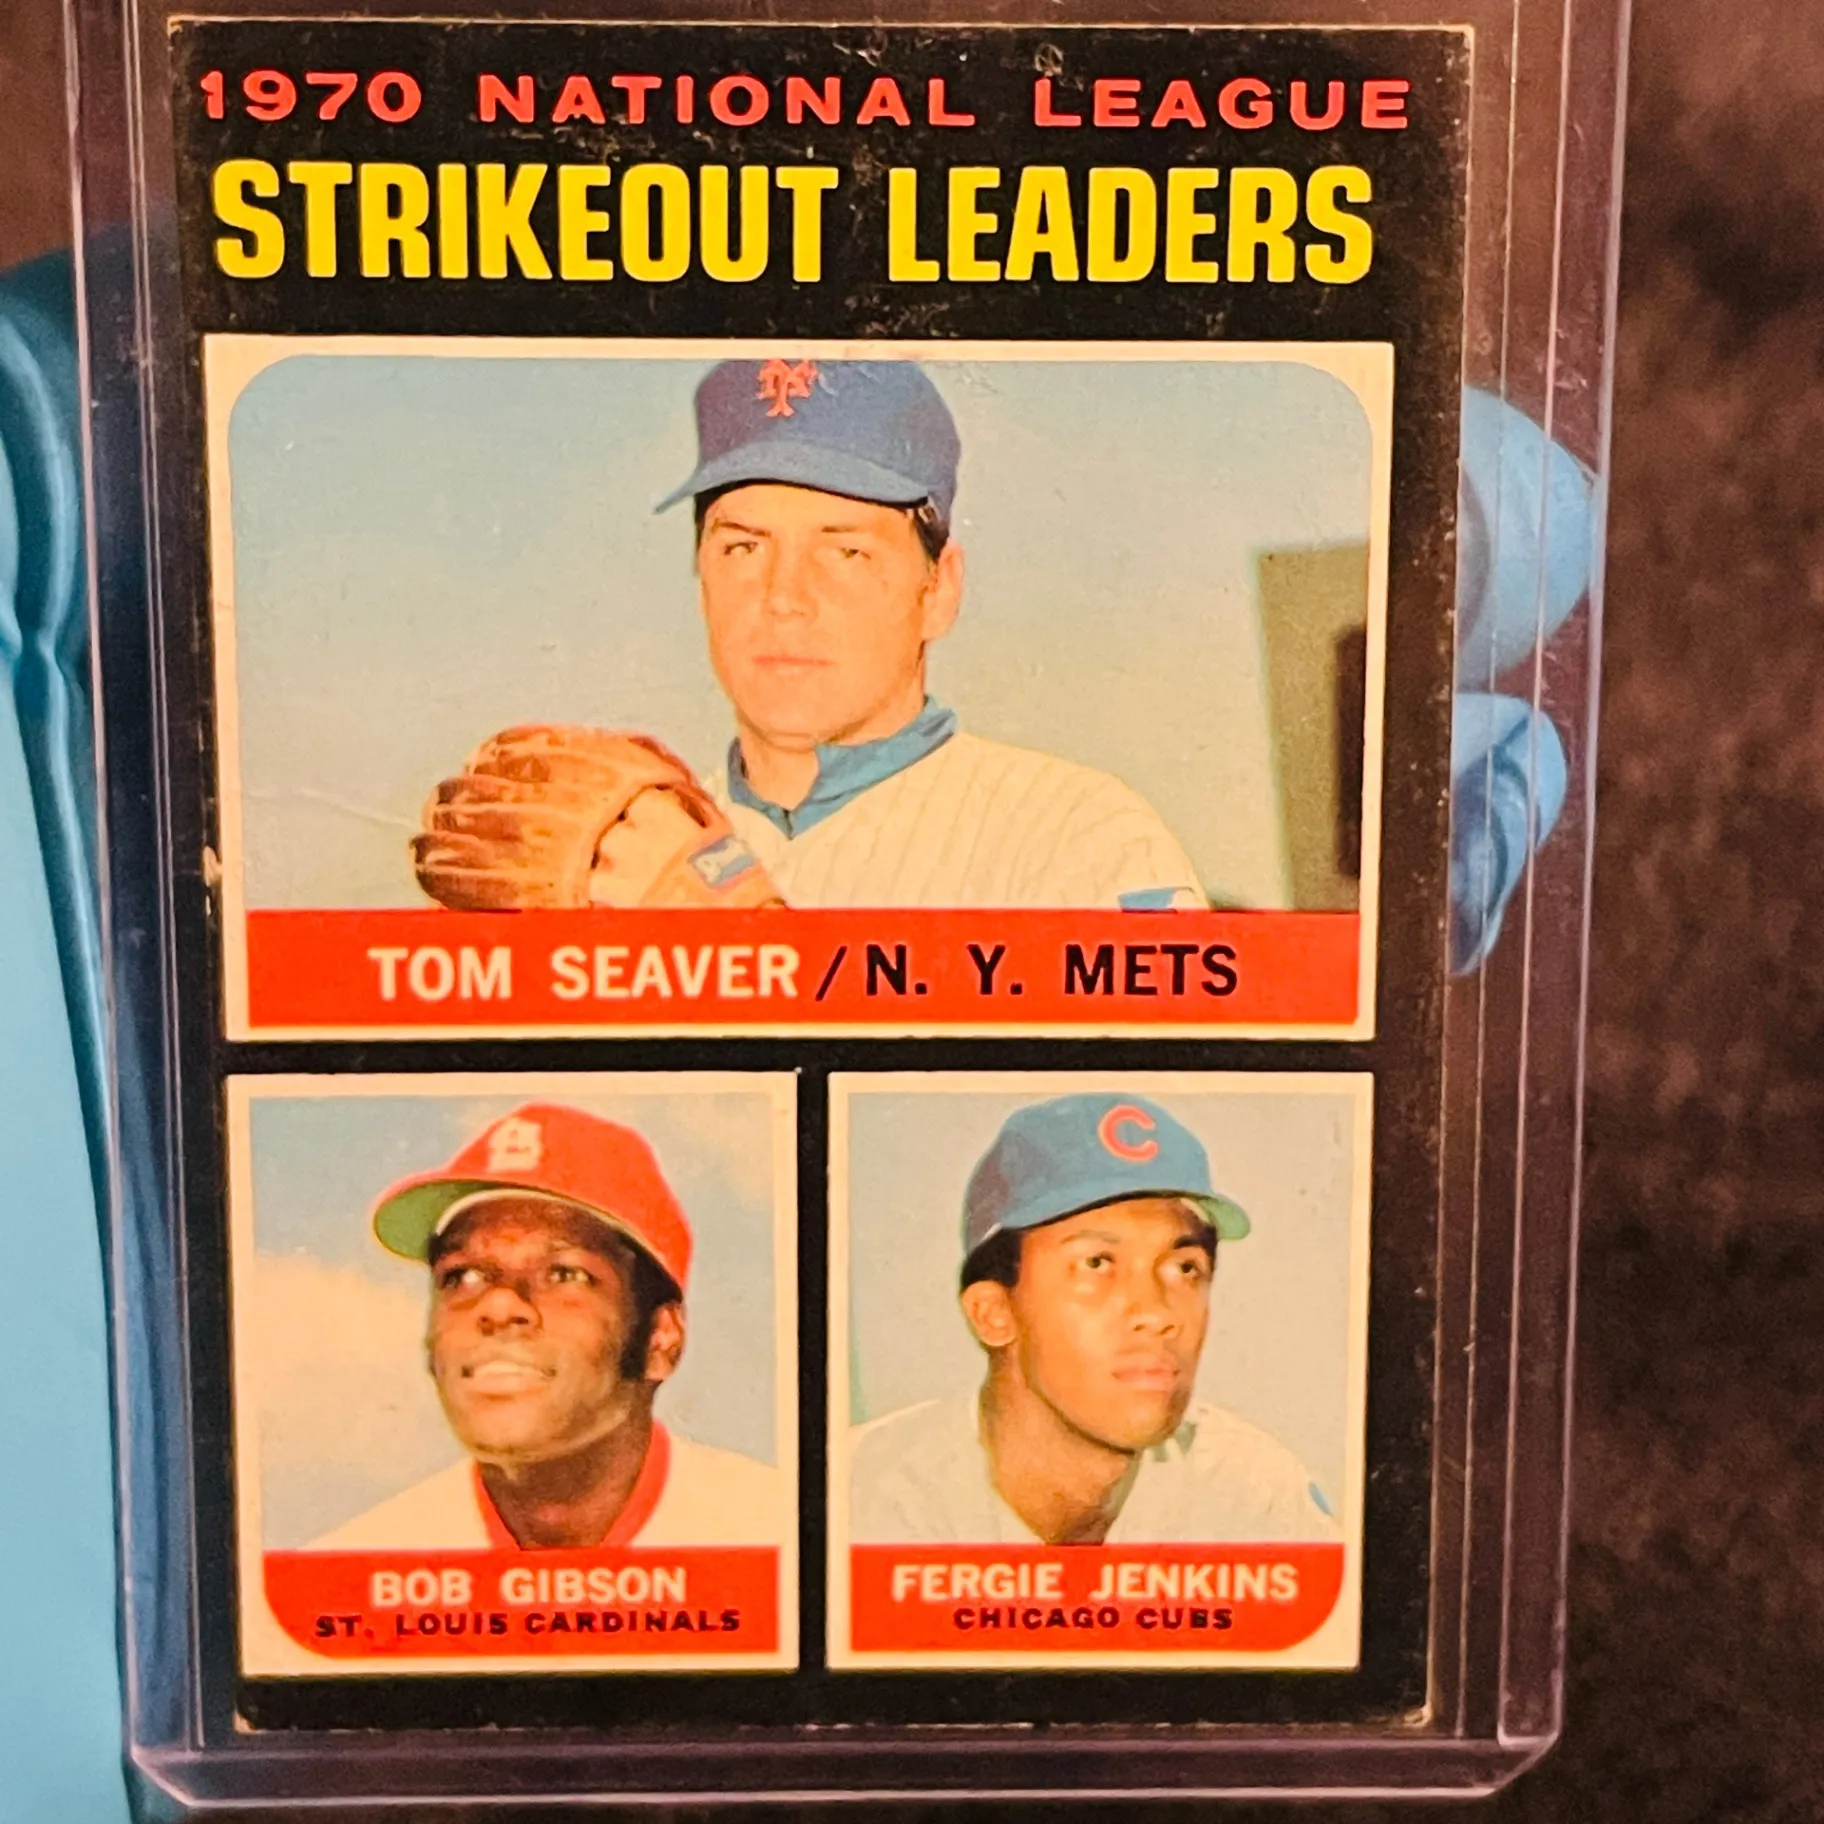 1970 NATIONAL LEAGUE
STRIKEOUT LEADERS
TOM SEAVER / N. Y. METS
BOB GIBSON
ST. LOUIS CARDINALS
FERGIE JENKINS
CHICAGO CUBS